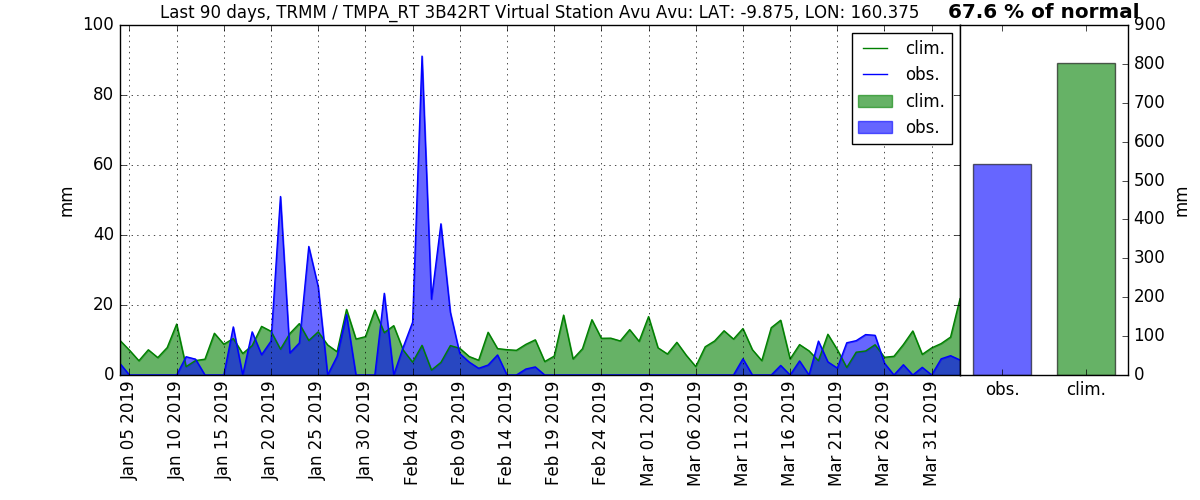 Last 90 days, TRMM / TMPA_RT 3B42RT Virtual Station Avu Avu: LAT: -9.875, LON: 160.375
67.6 % of normal
100
80
60
40
20
0
mm
clim.
obs.
clim.
obs.
900
800
700
600
500
400
300
200
100
0
mm
Jan 05 2019
Jan 10 2019
Jan 15 2019
Jan 20 2019
Jan 25 2019
Jan 30 2019
Feb 04 2019
Feb 09 2019
Feb 14 2019
Feb 19 2019
Feb 24 2019
Mar 01 2019
Mar 06 2019
Mar 11 2019
Mar 16 2019
Mar 21 2019
Mar 26 2019
Mar 31 2019
obs.
clim.